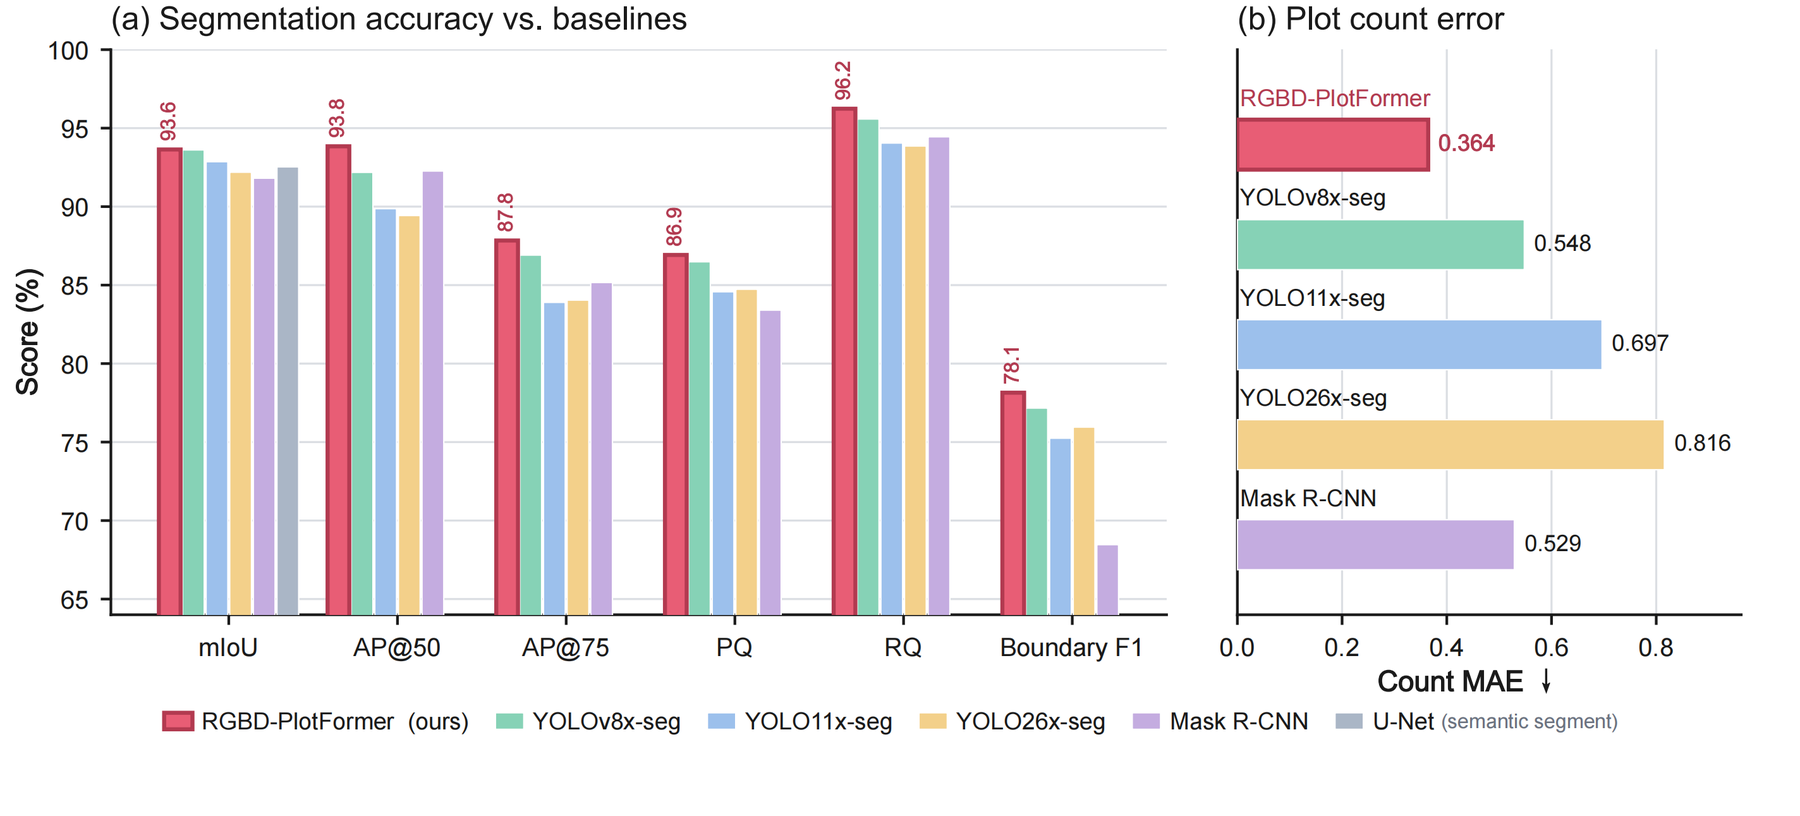 (a) Segmentation accuracy vs. baselines
Score (%)
100
95
90
85
80
75
70
65
93.6
93.8
87.8
86.9
96.2
78.1
mIoU
AP@50
AP@75
PQ
RQ
Boundary F1
(b) Plot count error
RGBD-PlotFormer
0.364
YOLOv8x-seg
0.548
YOLO11x-seg
0.697
YOLO26x-seg
0.816
Mask R-CNN
0.529
0.0 0.2 0.4 0.6 0.8
Count MAE ↓
RGBD-PlotFormer (ours) YOLOv8x-seg YOLO11x-seg YOLO26x-seg Mask R-CNN U-Net (semantic segment)